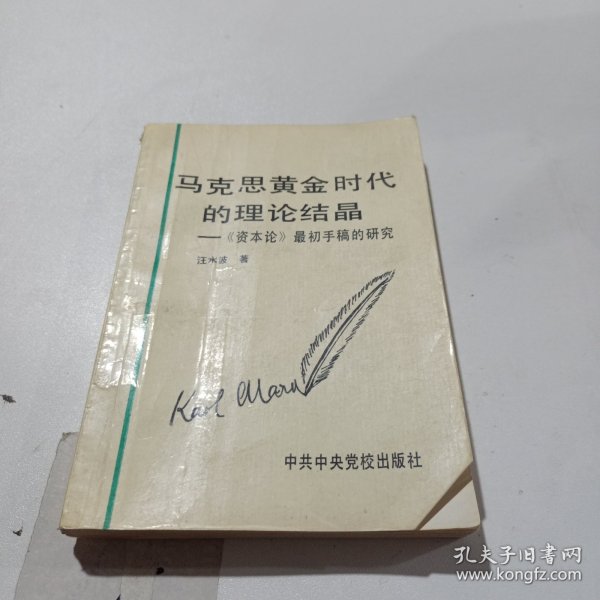 马克思黄金时代
的理论结晶
——《资本论》最初手稿的研究
汪水波 著
Karl Marx
中共中央党校出版社
孔夫子旧书网
www.kongfz.com